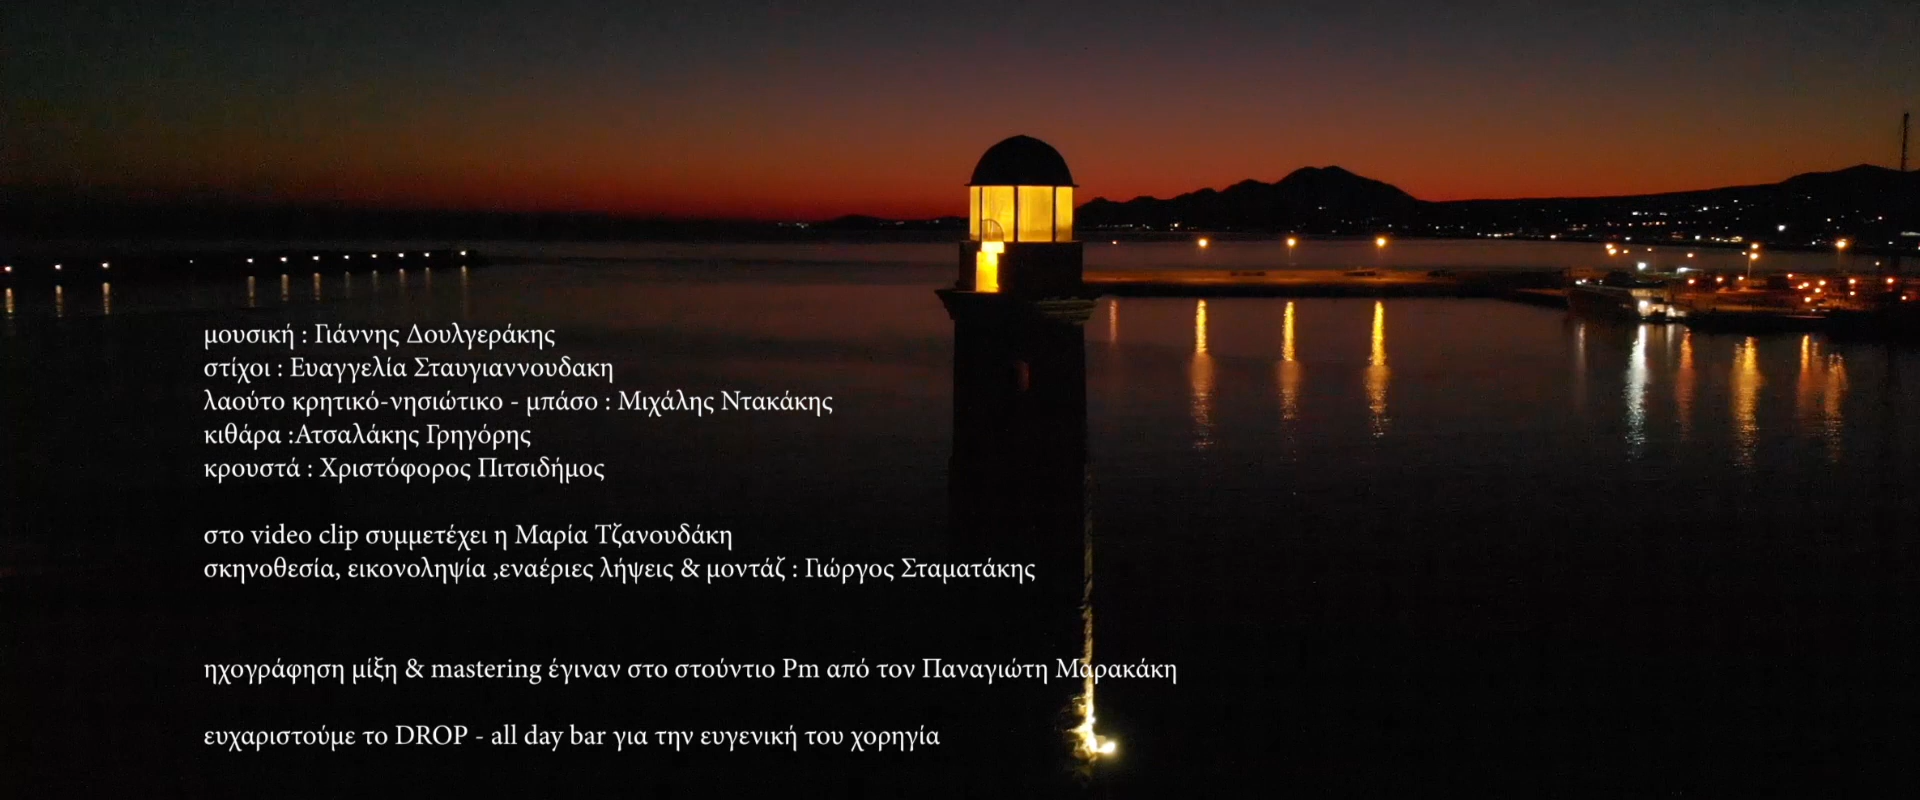 μουσική : Γιάννης Δουλγεράκης
στίχοι : Ευαγγελία Σταυγιαννουδακη
λαούτο κρητικό-νησιώτικο - μπάσο : Μιχάλης Ντακάκης
κιθάρα :Ατσαλάκης Γρηγόρης
κρουστά : Χριστόφορος Πιτσιδήμος
στο video clip συμμετέχει η Μαρία Τζανουδάκη
σκηνοθεσία, εικονοληψία ,εναέριες λήψεις & μοντάζ : Γιώργος Σταματάκης
ηχογράφηση μίξη & mastering έγιναν στο στούντιο Pm από τον Παναγιώτη Μαρακάκη
ευχαριστούμε το DROP - all day bar για την ευγενική του χορηγία